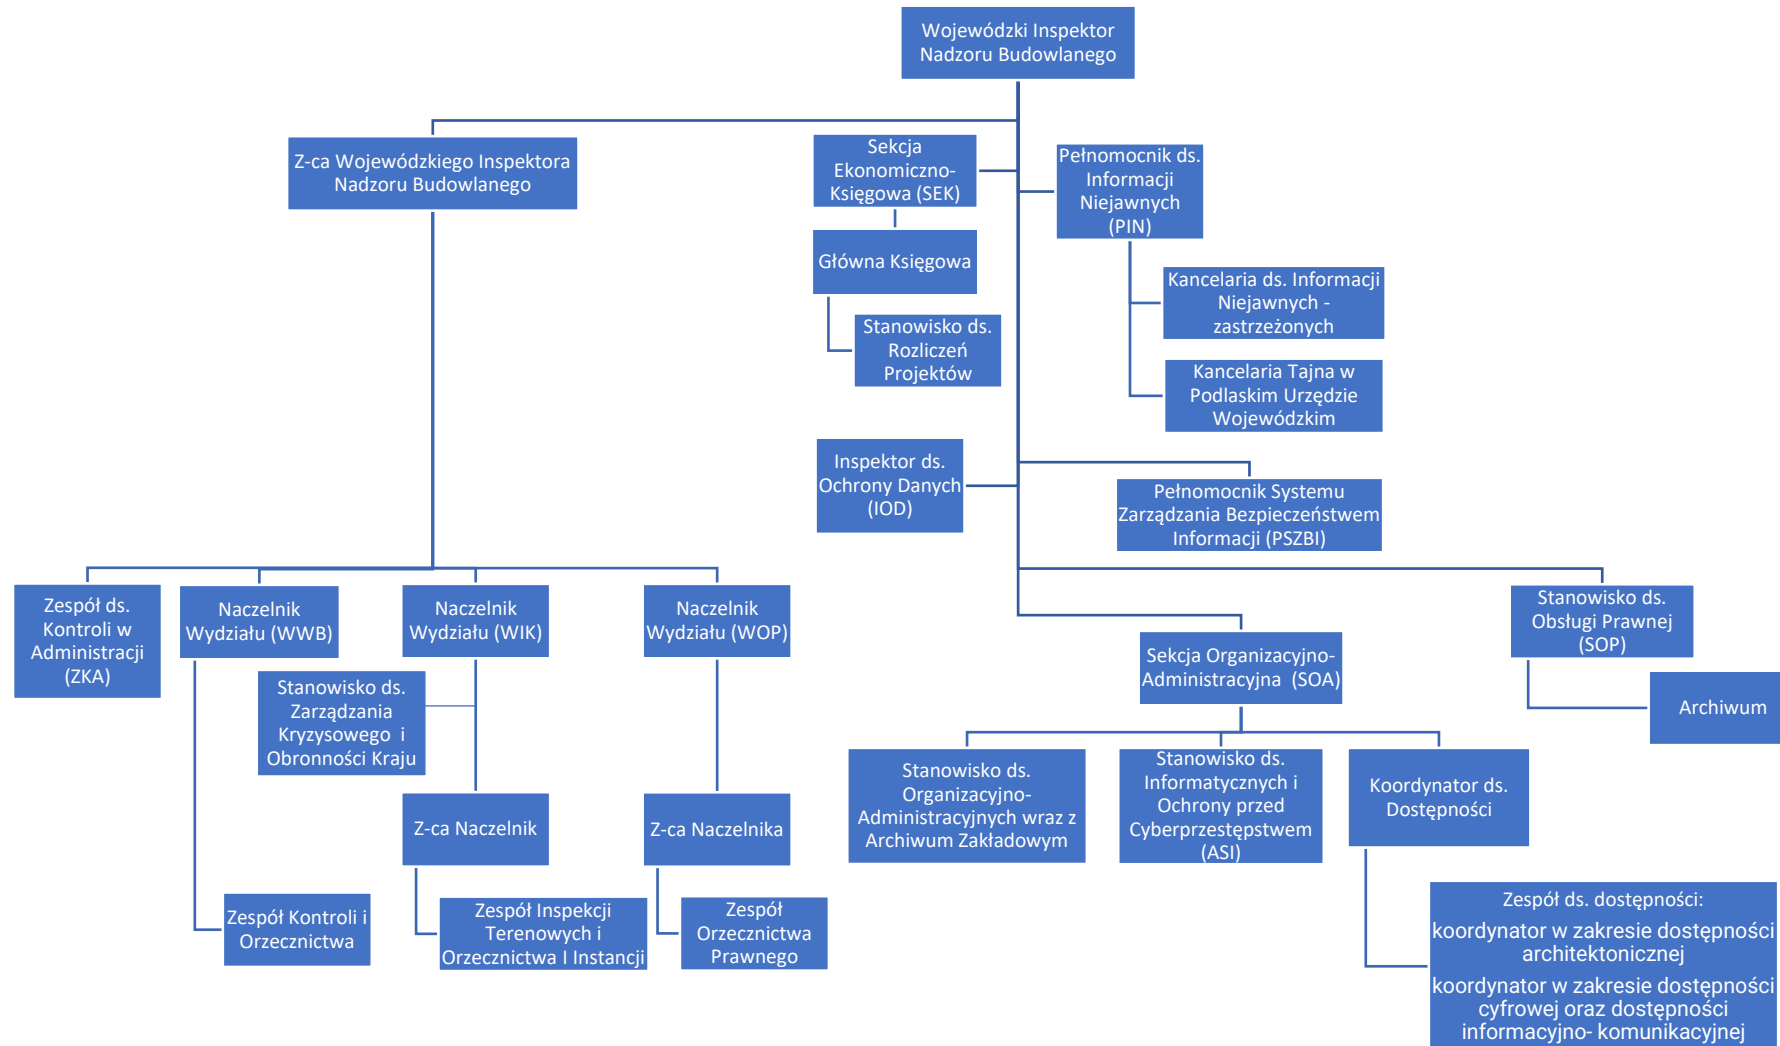 Wojewódzki Inspektor
Nadzoru Budowlanego
Z-ca Wojewódzkiego Inspektora
Nadzoru Budowlanego
Sekcja
Ekonomiczno-
Księgowa (SEK)
Pełnomocnik ds.
Informacji
Niejawnych
(PIN)
Główna Księgowa
Kancelaria ds. Informacji
Niejawnych -
zastrzeżonych
Stanowisko ds.
Rozliczeń
Projektów
Kancelaria Tajna w
Podlaskim Urzędzie
Wojewódzkim
Inspektor ds.
Ochrony Danych
(IOD)
Pełnomocnik Systemu
Zarządzania Bezpieczeństwem
Informacji (PSZBI)
Zespół ds.
Kontroli w
Administracji
(ZKA)
Naczelnik
Wydziału (WWB)
Naczelnik
Wydziału (WIK)
Naczelnik
Wydziału (WOP)
Stanowisko ds.
Obsługi Prawnej
(SOP)
Sekcja Organizacyjno-
Administracyjna  (SOA)
Stanowisko ds.
Zarządzania
Kryzysowego  i
Obronności Kraju
Archiwum
Stanowisko ds.
Organizacyjno-
Administracyjnych wraz z
Archiwum Zakładowym
Stanowisko ds.
Informatycznych i
Ochrony przed
Cyberprzestępstwem
(ASI)
Koordynator ds.
Dostępności
Z-ca Naczelnik
Z-ca Naczelnika
Zespół Kontroli i
Orzecznictwa
Zespół Inspekcji
Terenowych i
Orzecznictwa I Instancji
Zespół
Orzecznictwa
Prawnego
Zespół ds. dostępności:
koordynator w zakresie dostępności
architektonicznej
koordynator w zakresie dostępności
cyfrowej oraz dostępności
informacyjno- komunikacyjnej